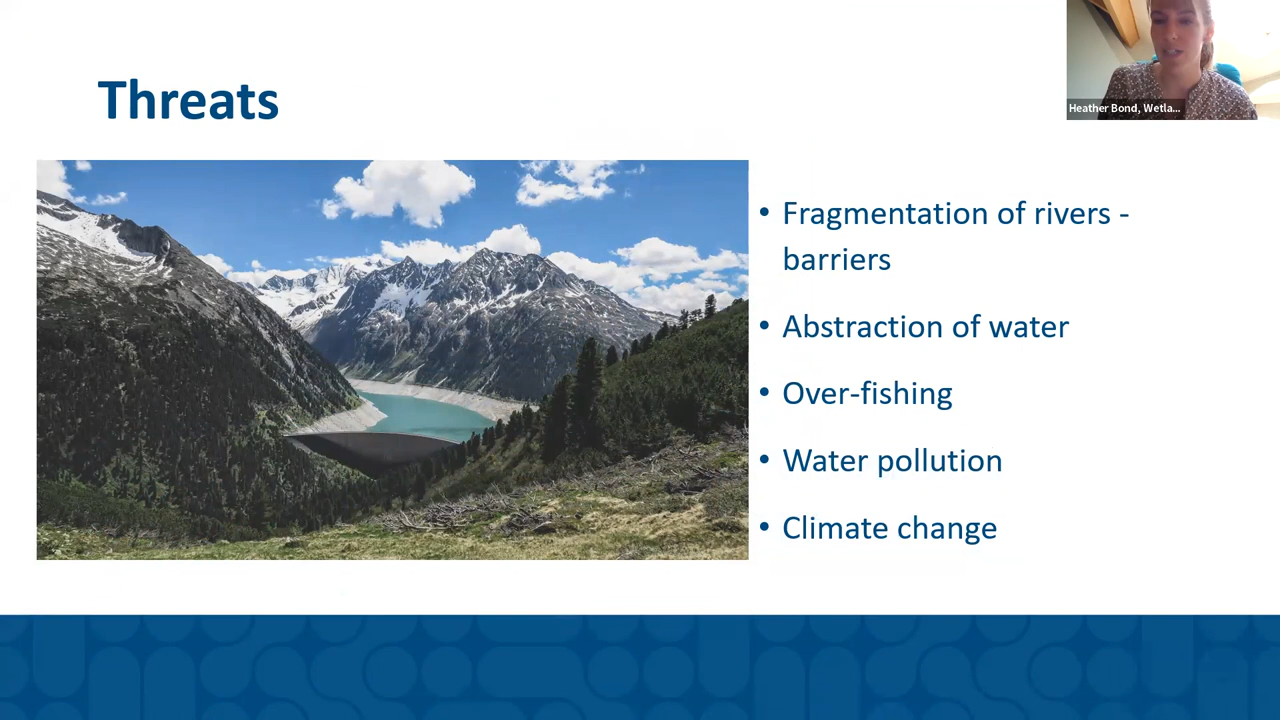 Threats
Heather Bond, Wetla...
• Fragmentation of rivers -
barriers
• Abstraction of water
• Over-fishing
• Water pollution
• Climate change